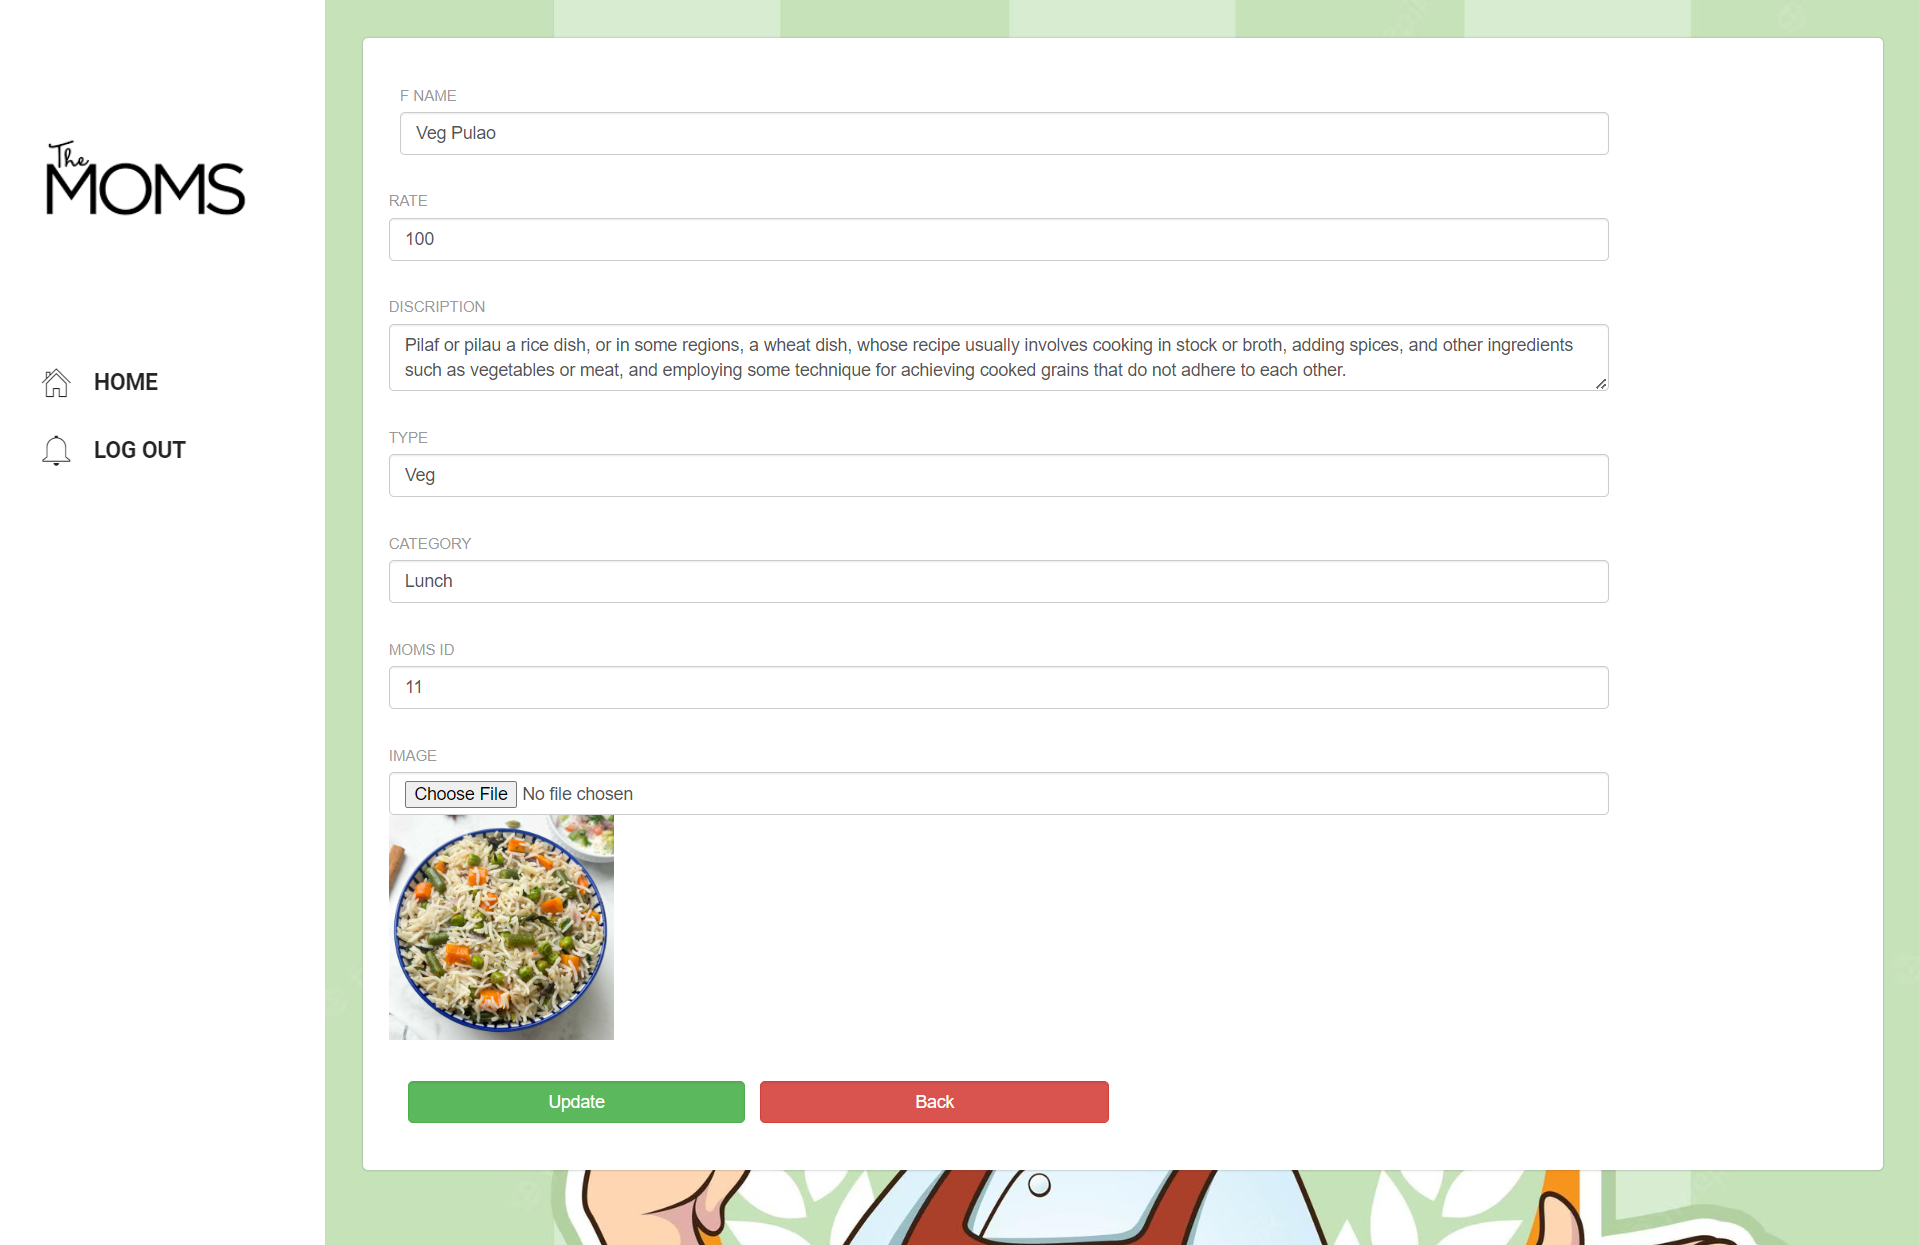 The
MOMS
HOME
LOG OUT
F NAME
Veg Pulao
RATE
100
DISCRIPTION
Pilaf or pilau a rice dish, or in some regions, a wheat dish, whose recipe usually involves cooking in stock or broth, adding spices, and other ingredients
such as vegetables or meat, and employing some technique for achieving cooked grains that do not adhere to each other.
TYPE
Veg
CATEGORY
Lunch
MOMS ID
11
IMAGE
Choose File No file chosen
Update
Back